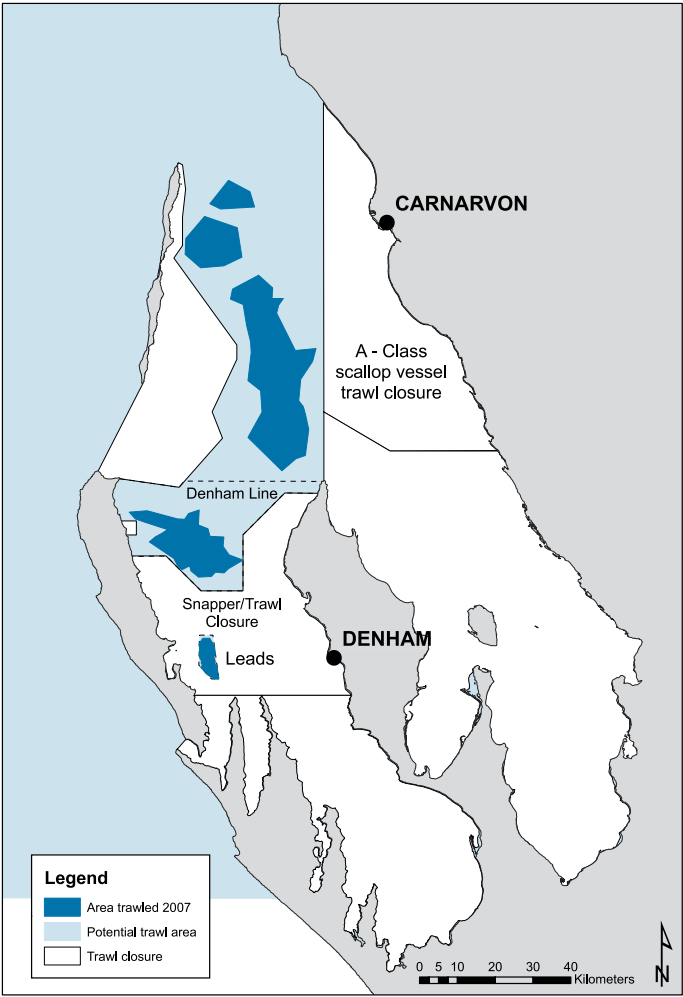 CARNARVON
A - Class
scallop vessel
trawl closure
Denham Line
Snapper/Trawl
Closure
DENHAM
Leads
Legend
Area trawled 2007
Potential trawl area
Trawl closure
0 5 10 20 30 40
Kilometers
N